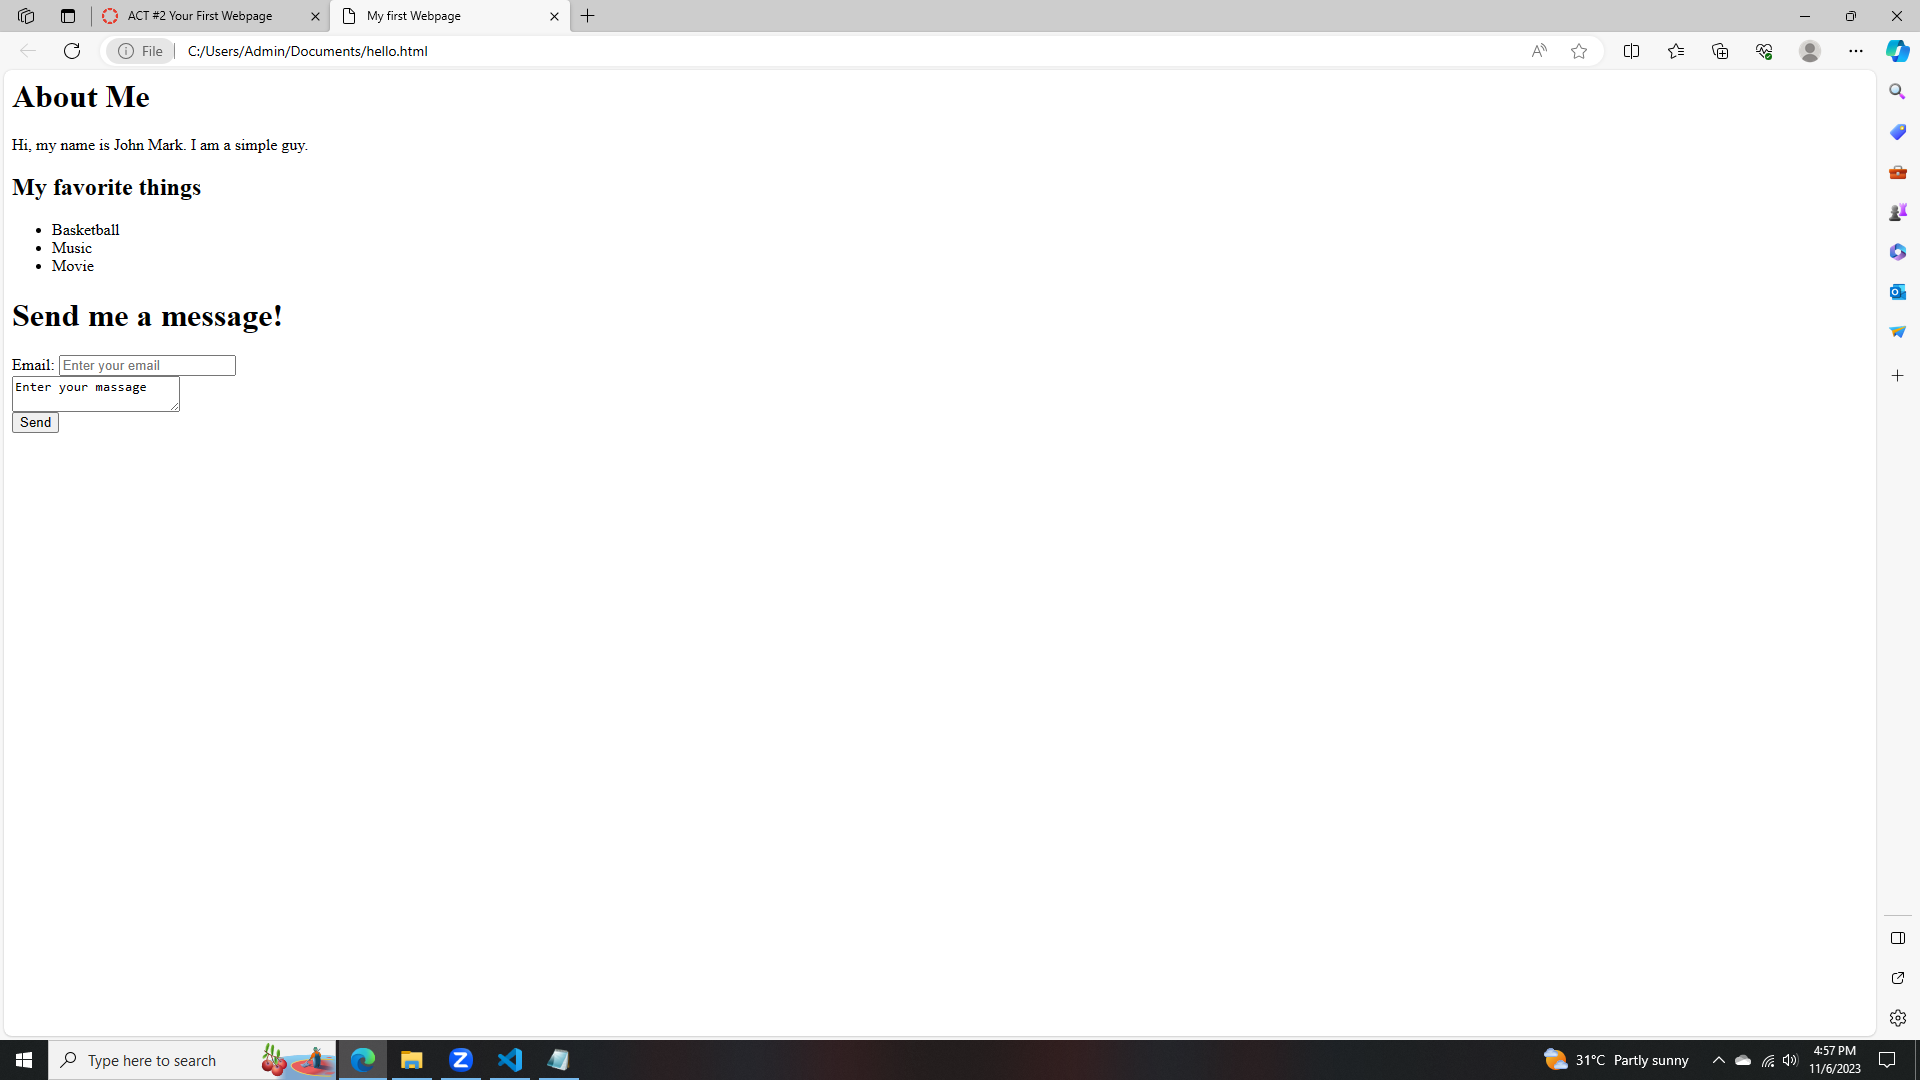 ACT #2 Your First Webpage
My first Webpage
File
C:/Users/Admin/Documents/hello.html
About Me
Hi, my name is John Mark. I am a simple guy.
My favorite things
Basketball
Music
Movie
Send me a message!
Email: Enter your email
Enter your massage
Send
Type here to search
31°C Partly sunny
4:57 PM
11/6/2023